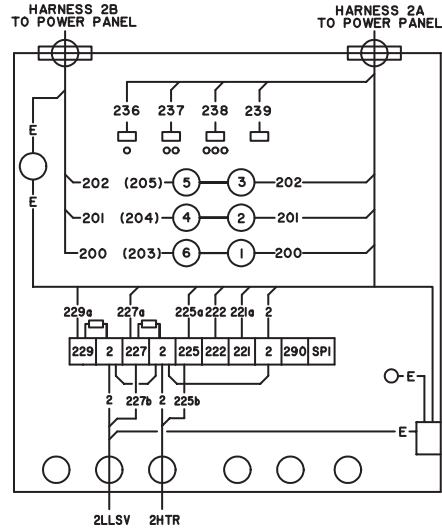 HARNESS 2B
TO POWER PANEL
HARNESS 2A
TO POWER PANEL
236 237 238 239
E
E
202 (205) 5 3 202
201 (204) 4 2 201
200 (203) 6 1 200
229a 227a 225a 222 221a 2
229 2 227 2 225 222 221 2 290 SP1
E
2 227b 2 225b
E
2LLSV 2HTR